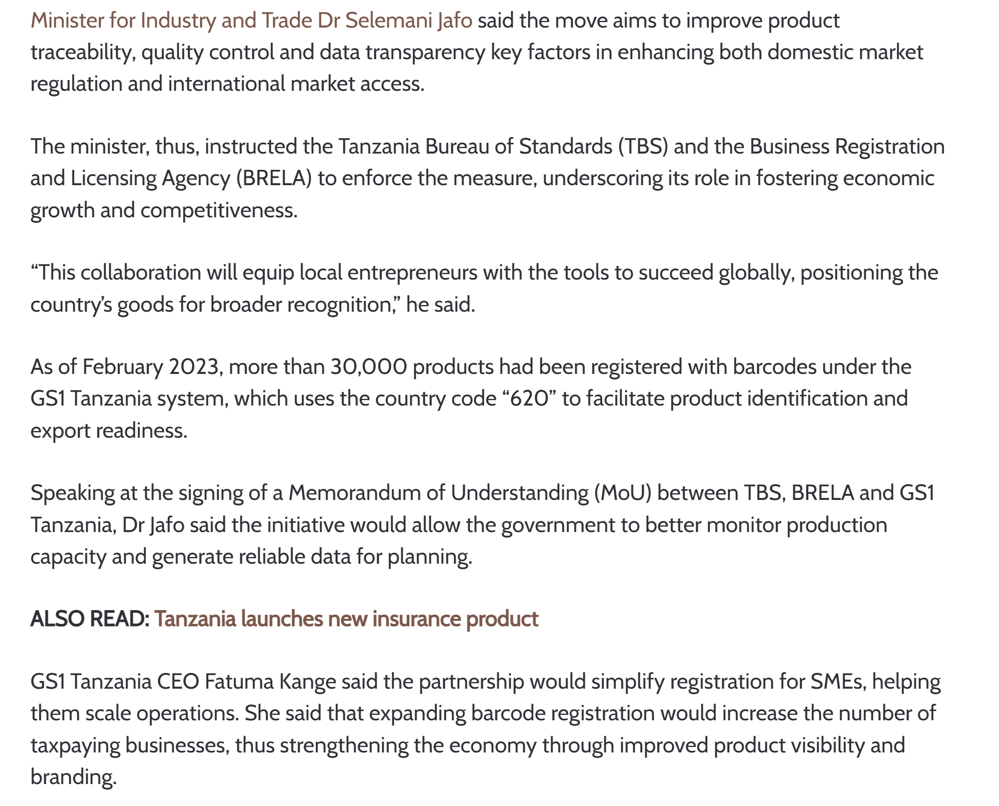 Minister for Industry and Trade Dr Selemani Jafo said the move aims to improve product
traceability, quality control and data transparency key factors in enhancing both domestic market
regulation and international market access.
The minister, thus, instructed the Tanzania Bureau of Standards (TBS) and the Business Registration
and Licensing Agency (BRELA) to enforce the measure, underscoring its role in fostering economic
growth and competitiveness.
“This collaboration will equip local entrepreneurs with the tools to succeed globally, positioning the
country’s goods for broader recognition,” he said.
As of February 2023, more than 30,000 products had been registered with barcodes under the
GS1 Tanzania system, which uses the country code “620” to facilitate product identification and
export readiness.
Speaking at the signing of a Memorandum of Understanding (MoU) between TBS, BRELA and GS1
Tanzania, Dr Jafo said the initiative would allow the government to better monitor production
capacity and generate reliable data for planning.
ALSO READ: Tanzania launches new insurance product
GS1 Tanzania CEO Fatuma Kange said the partnership would simplify registration for SMEs, helping
them scale operations. She said that expanding barcode registration would increase the number of
taxpaying businesses, thus strengthening the economy through improved product visibility and
branding.